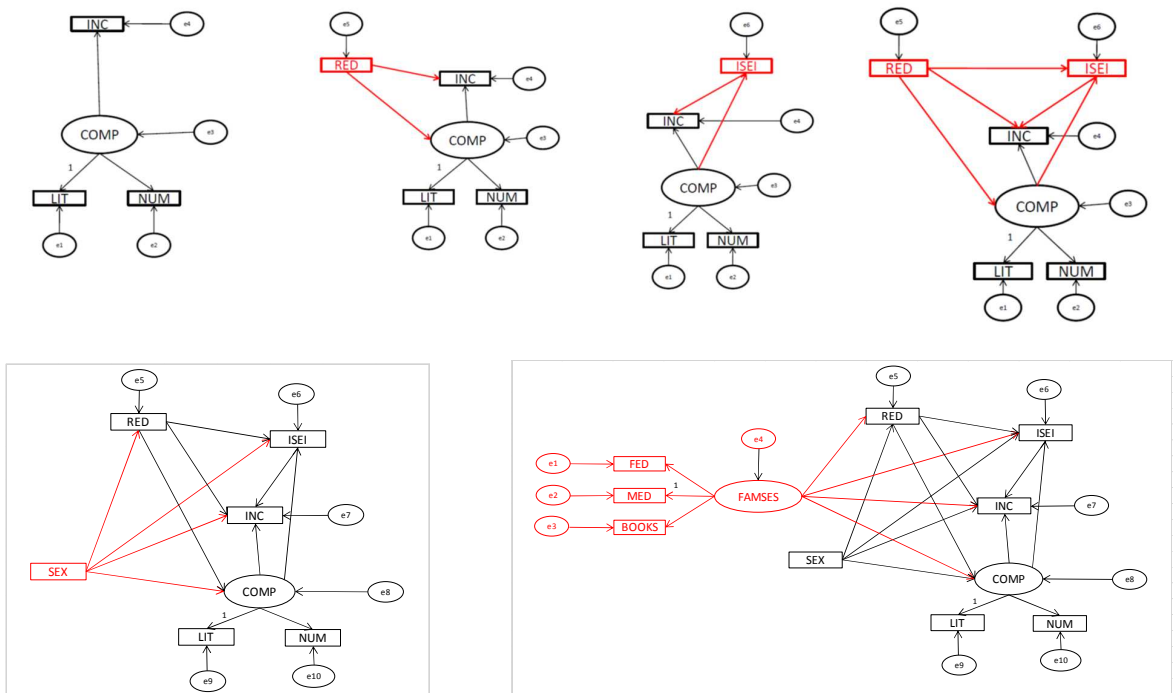 INC
e4
COMP
e3
1
LIT
NUM
e1
e2
e5
RED
INC
e4
COMP
e3
1
LIT
NUM
e1
e2
e6
ISEI
INC
e4
COMP
e3
1
LIT
NUM
e1
e2
e5
e6
RED
ISEI
INC
e4
COMP
e3
1
LIT
NUM
e1
e2
e5
e6
RED
ISEI
INC
e7
SEX
COMP
e8
1
LIT
NUM
e9
e10
e5
e6
RED
ISEI
e4
e1
FED
e2
MED
1
FAMSES
e3
BOOKS
INC
e7
SEX
COMP
e8
1
LIT
NUM
e9
e10